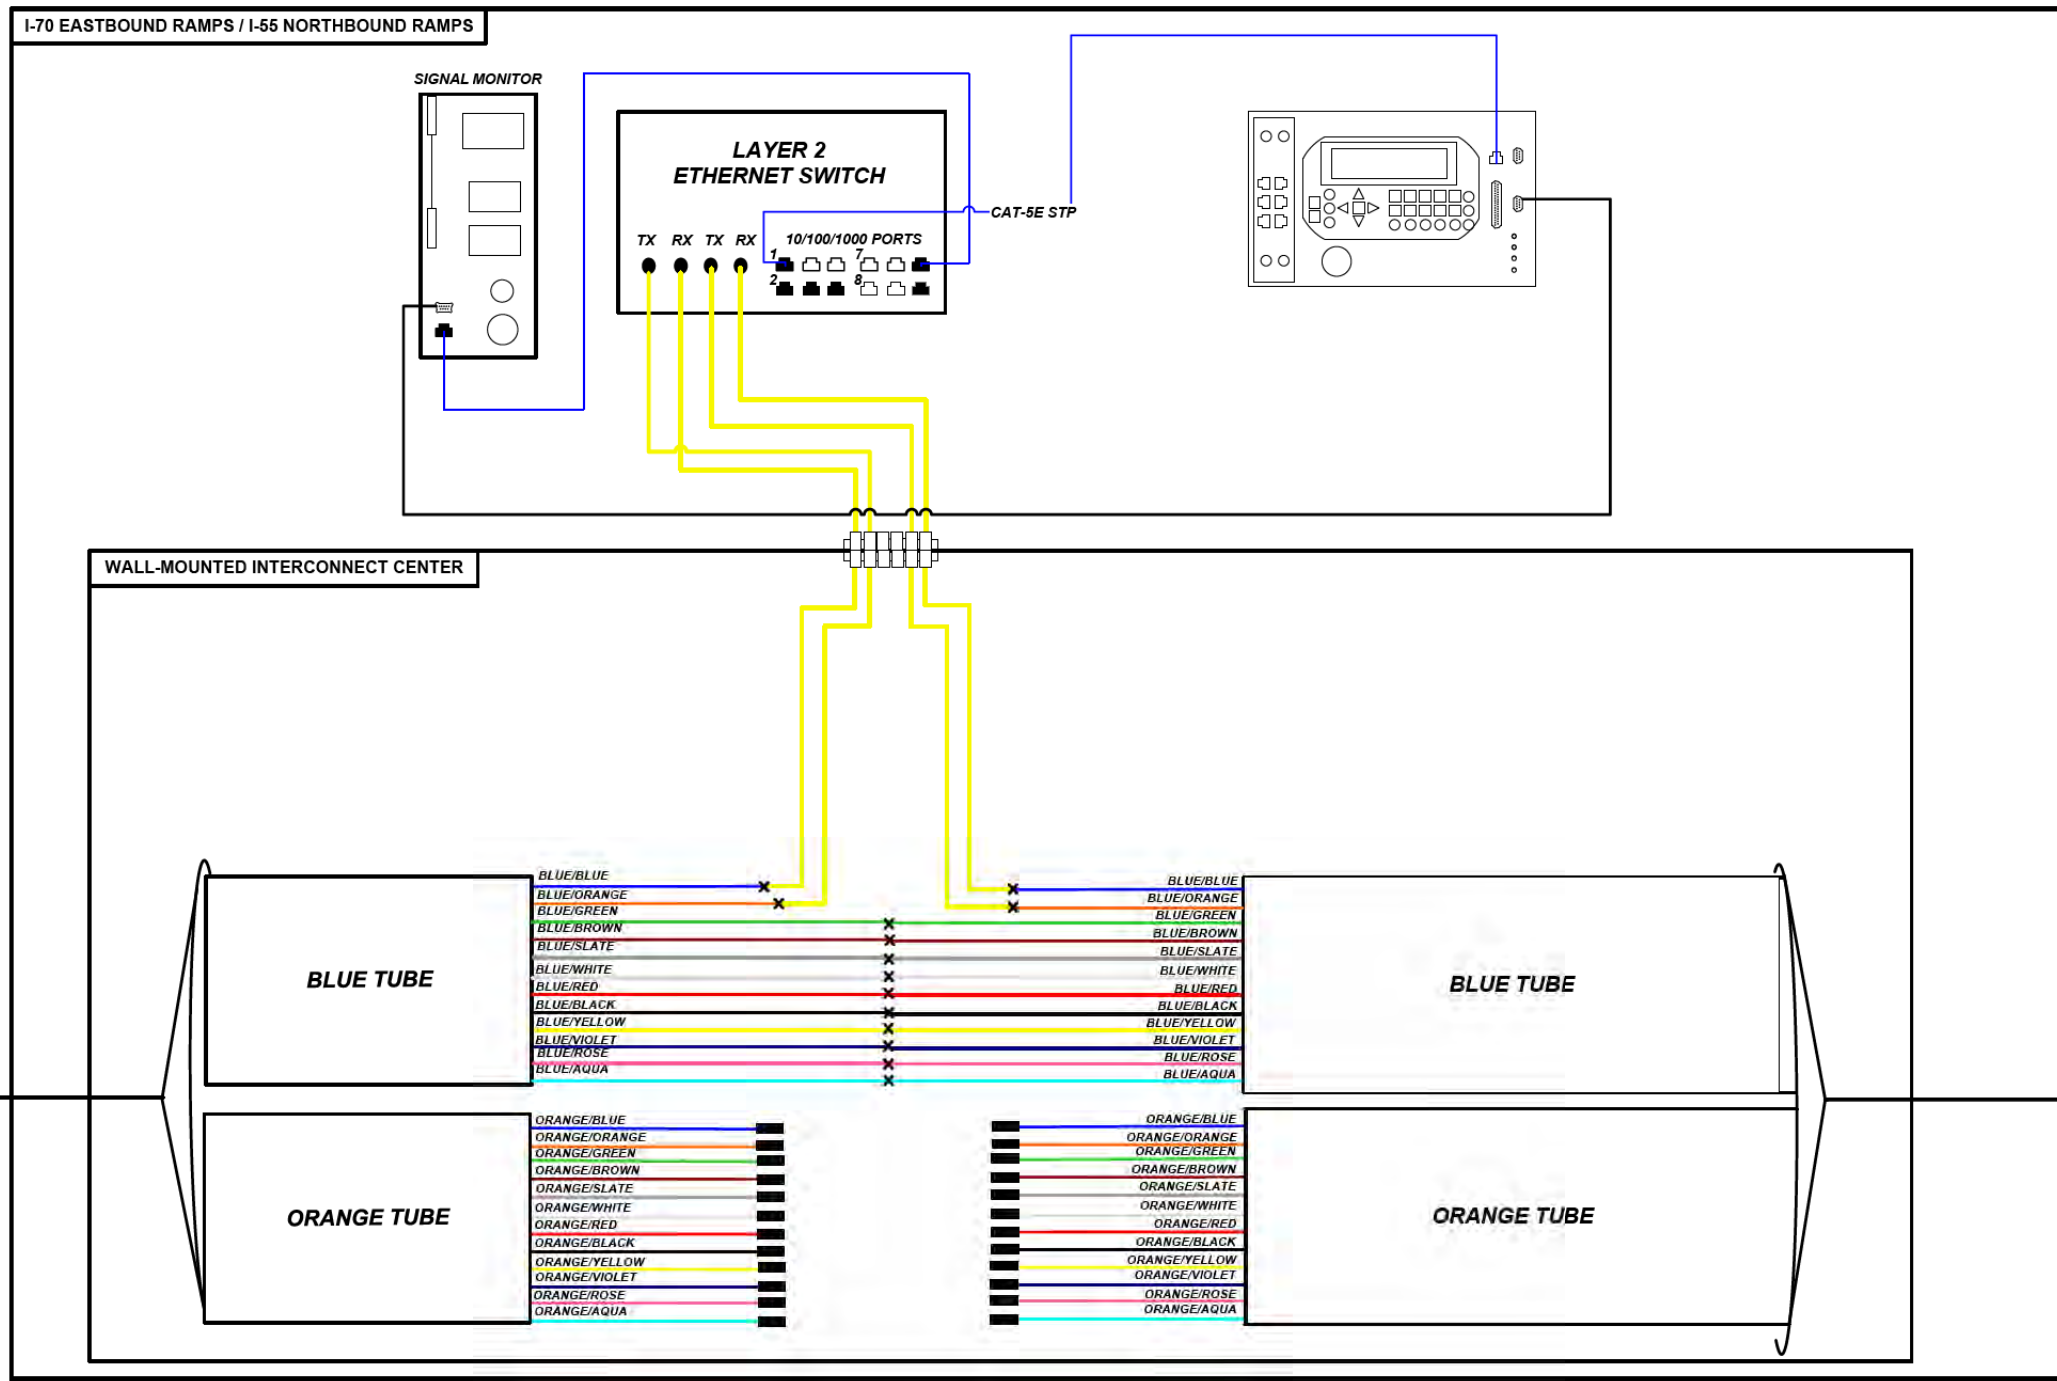 I-70 EASTBOUND RAMPS / I-55 NORTHBOUND RAMPS
SIGNAL MONITOR
LAYER 2
ETHERNET SWITCH
CAT-5E STP
TX RX TX RX 10/100/1000 PORTS
1 7
2 8
WALL-MOUNTED INTERCONNECT CENTER
BLUE TUBE
BLUE/BLUE
BLUE/ORANGE
BLUE/GREEN
BLUE/BROWN
BLUE/SLATE
BLUE/WHITE
BLUE/RED
BLUE/BLACK
BLUE/YELLOW
BLUE/VIOLET
BLUE/ROSE
BLUE/AQUA
BLUE/BLUE
BLUE/ORANGE
BLUE/GREEN
BLUE/BROWN
BLUE/SLATE
BLUE/WHITE
BLUE/RED
BLUE/BLACK
BLUE/YELLOW
BLUE/VIOLET
BLUE/ROSE
BLUE/AQUA
BLUE TUBE
ORANGE TUBE
ORANGE/BLUE
ORANGE/ORANGE
ORANGE/GREEN
ORANGE/BROWN
ORANGE/SLATE
ORANGE/WHITE
ORANGE/RED
ORANGE/BLACK
ORANGE/YELLOW
ORANGE/VIOLET
ORANGE/ROSE
ORANGE/AQUA
ORANGE/BLUE
ORANGE/ORANGE
ORANGE/GREEN
ORANGE/BROWN
ORANGE/SLATE
ORANGE/WHITE
ORANGE/RED
ORANGE/BLACK
ORANGE/YELLOW
ORANGE/VIOLET
ORANGE/ROSE
ORANGE/AQUA
ORANGE TUBE